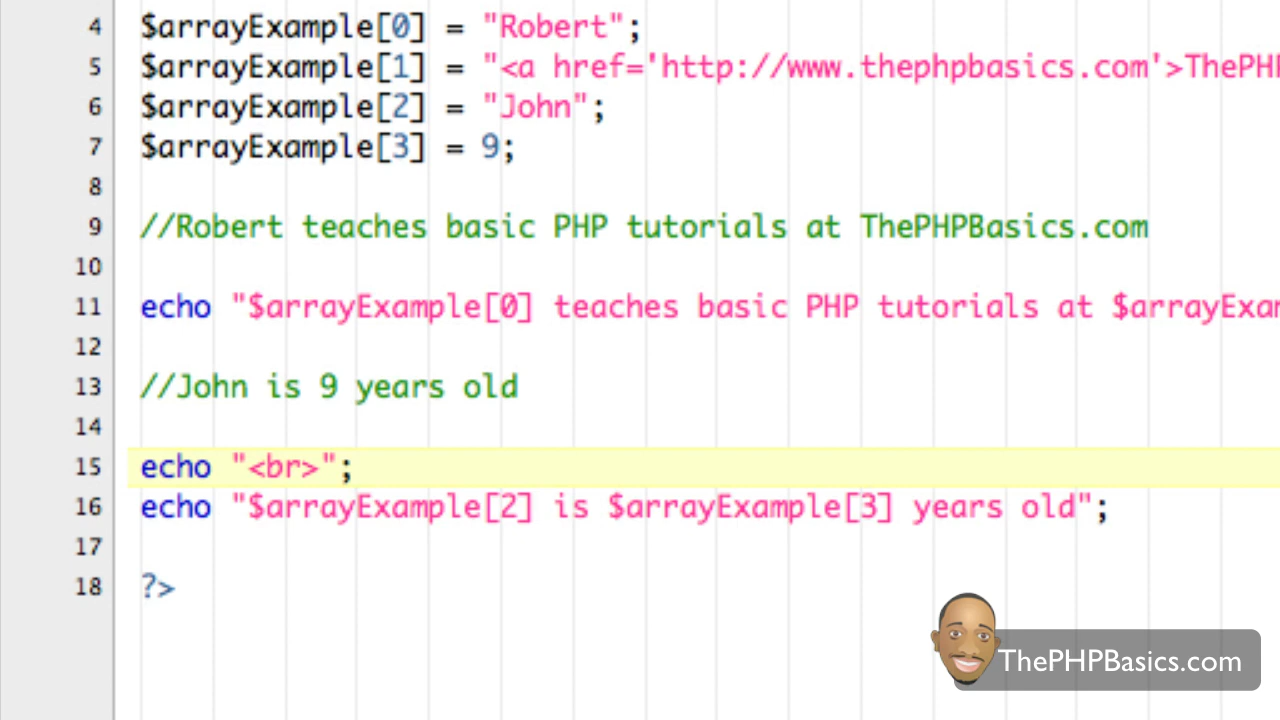 4 $arrayExample[0] = "Robert";
5 $arrayExample[1] = "<a href='http://www.thephpbasics.com'>ThePHP
6 $arrayExample[2] = "John";
7 $arrayExample[3] = 9;
8
9 //Robert teaches basic PHP tutorials at ThePHPBasics.com
10
11 echo "$arrayExample[0] teaches basic PHP tutorials at $arrayExam
12
13 //John is 9 years old
14
15 echo "<br>";
16 echo "$arrayExample[2] is $arrayExample[3] years old";
17
18 ?>
ThePHPBasics.com